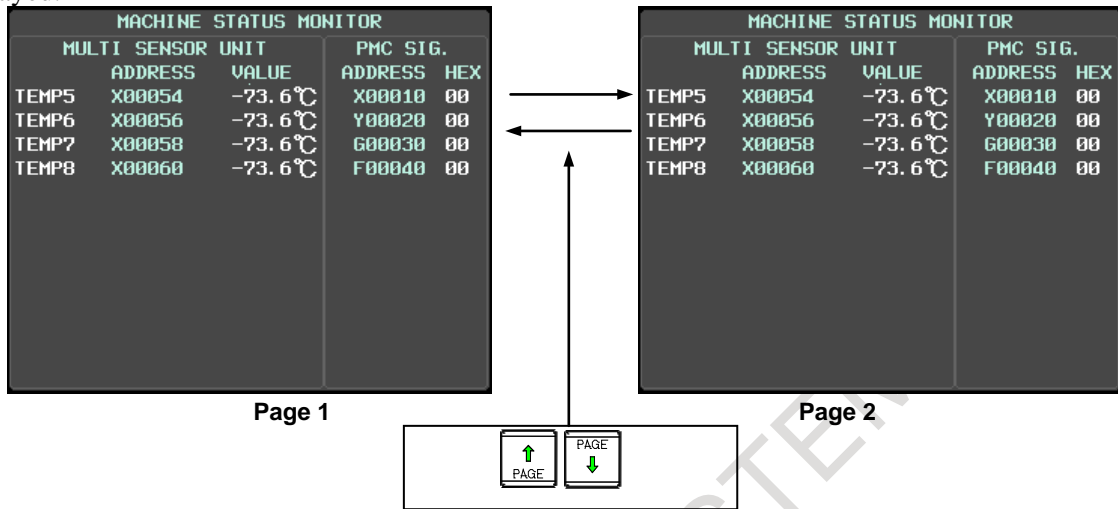 MACHINE STATUS MONITOR
MULTI SENSOR UNIT PMC SIG.
ADDRESS VALUE ADDRESS HEX
TEMP5 X00054 -73.6℃ X00010 00
TEMP6 X00056 -73.6℃ Y00020 00
TEMP7 X00058 -73.6℃ G00030 00
TEMP8 X00060 -73.6℃ F00040 00
Page 1
MACHINE STATUS MONITOR
MULTI SENSOR UNIT PMC SIG.
ADDRESS VALUE ADDRESS HEX
TEMP5 X00054 -73.6℃ X00010 00
TEMP6 X00056 -73.6℃ Y00020 00
TEMP7 X00058 -73.6℃ G00030 00
TEMP8 X00060 -73.6℃ F00040 00
Page 2
↑
PAGE
PAGE
↓